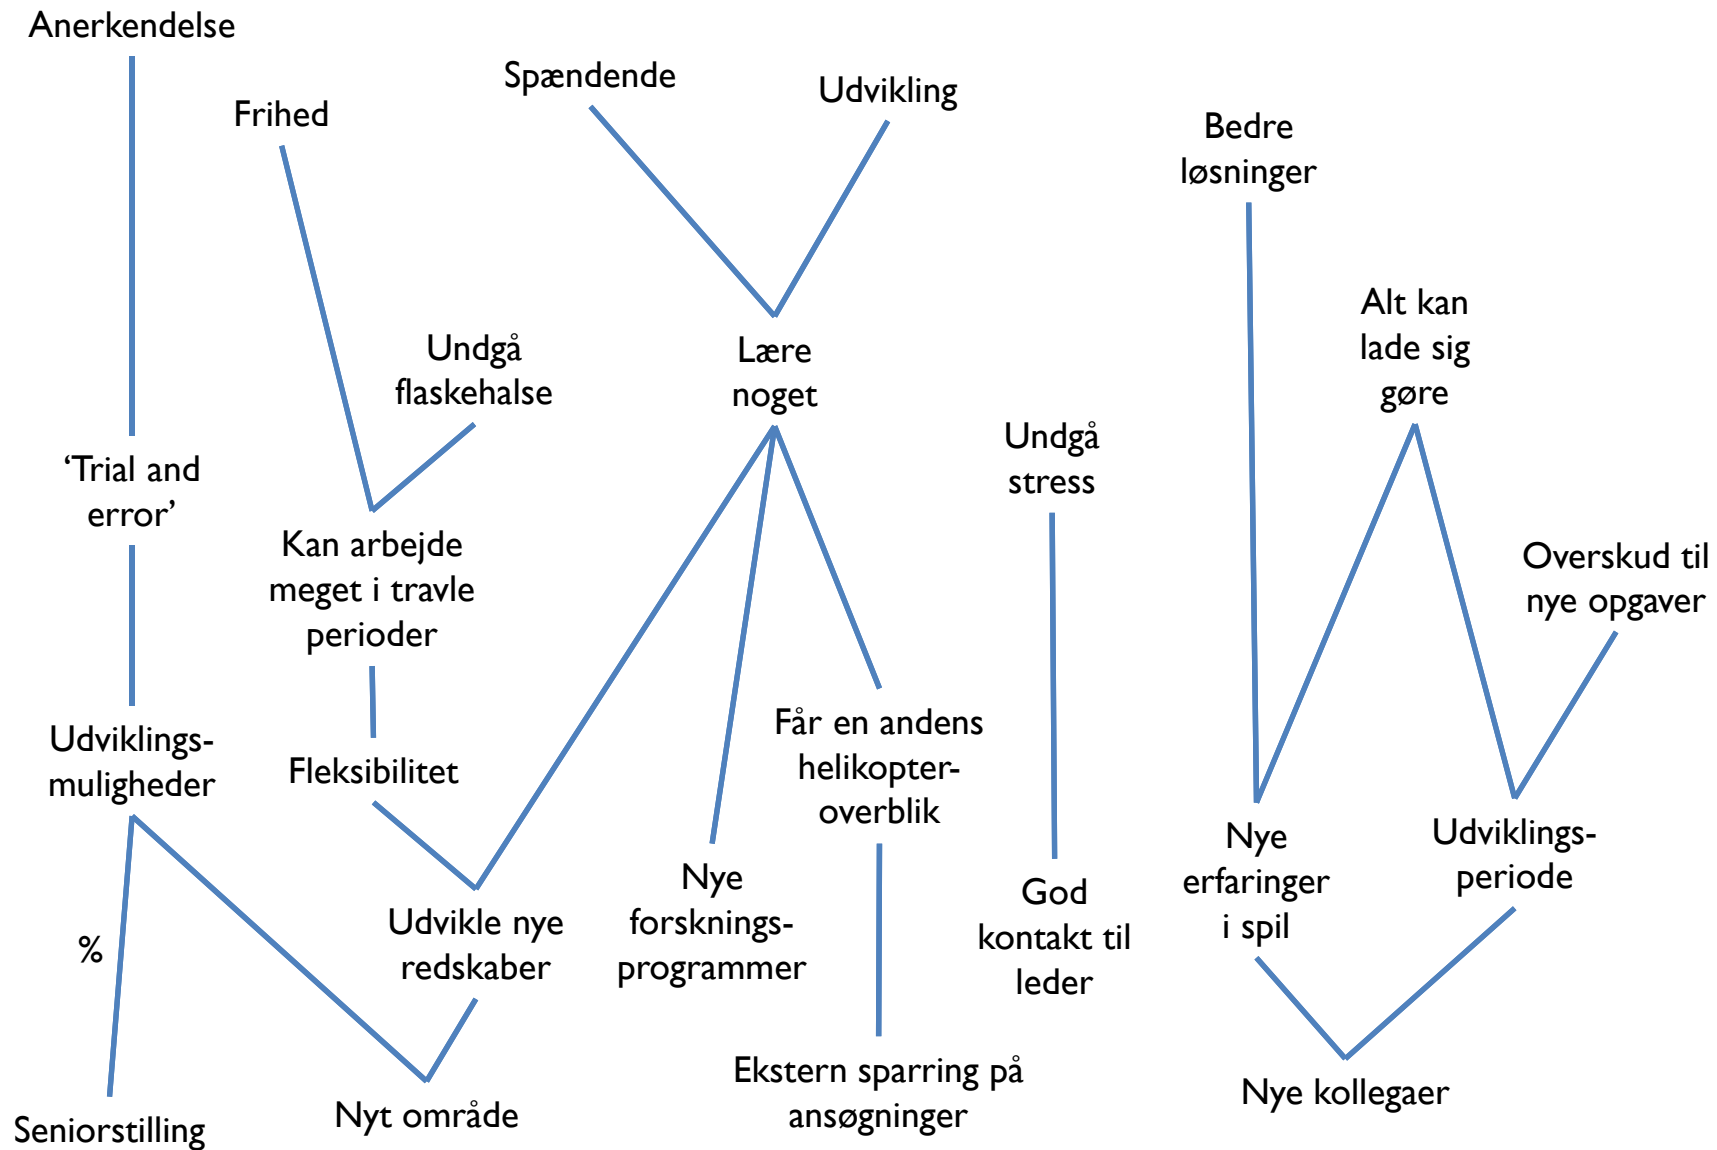 Anerkendelse
Spændende
Udvikling
Frihed
Bedre
løsninger
Alt kan
lade sig
gøre
Undgå
flaskehalse
Lære
noget
Undgå
stress
‘Trial and
error’
Kan arbejde
meget i travle
perioder
Overskud til
nye opgaver
Udviklings-
muligheder
Fleksibilitet
Får en andens
helikopter-
overblik
Nye
erfaringer
i spil
Udviklings-
periode
%
Udvikle nye
redskaber
Nye
forsknings-
programmer
God
kontakt til
leder
Seniorstilling
Nyt område
Ekstern sparring på
ansøgninger
Nye kollegaer